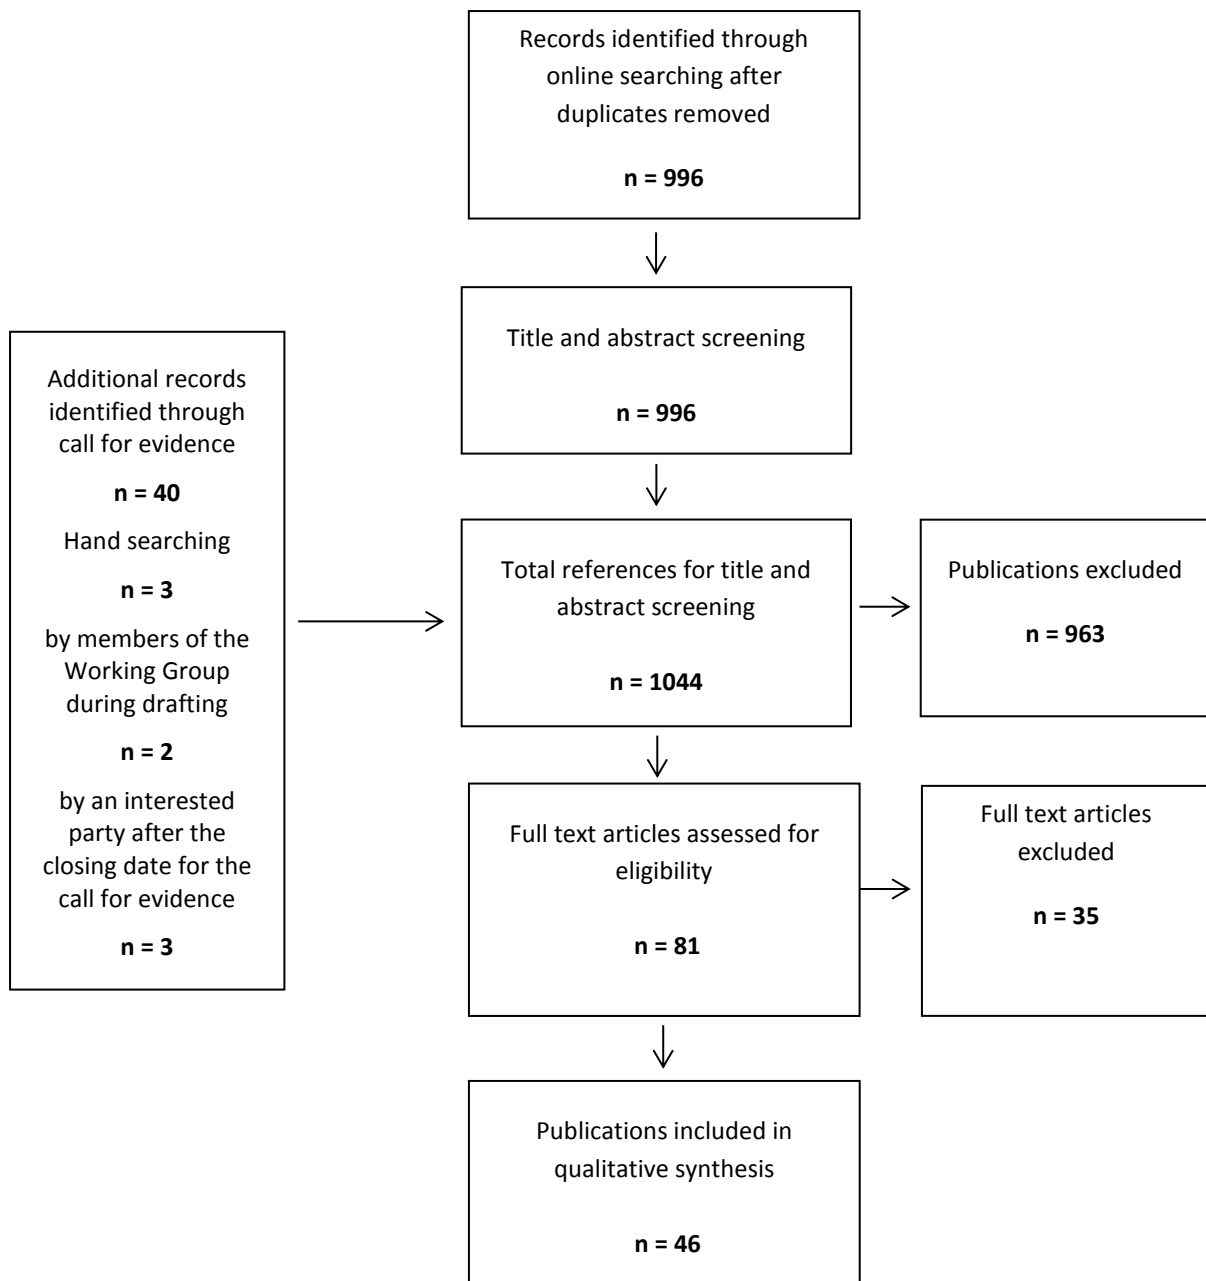 Records identified through
online searching after
duplicates removed
n = 996
Title and abstract screening
n = 996
Additional records
identified through
call for evidence
n = 40
Hand searching
n = 3
by members of the
Working Group
during drafting
n = 2
by an interested
party after the
closing date for the
call for evidence
n = 3
Total references for title and
abstract screening
n = 1044
Publications excluded
n = 963
Full text articles assessed for
eligibility
n = 81
Full text articles
excluded
n = 35
Publications included in
qualitative synthesis
n = 46